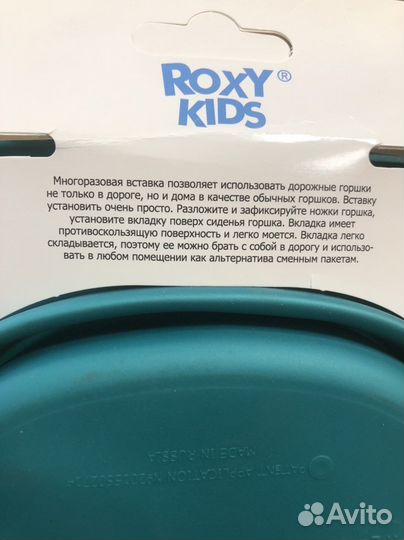 ROXY®
KIDS
Многоразовая вставка позволяет использовать дорожные горшки
не только в дороге, но и дома в качестве обычных горшков. Вставку
установить очень просто. Разложите и зафиксируйте ножки горшка,
установите вкладку поверх сиденья горшка. Вкладка имеет
противоскользящую поверхность и легко моется. Вкладка легко
складывается, поэтому ее можно брать с собой в дорогу и использо-
вать в любом помещении как альтернатива сменным пакетам.
MADE IN RUSSIA
PATENT APPLICATION
Avito